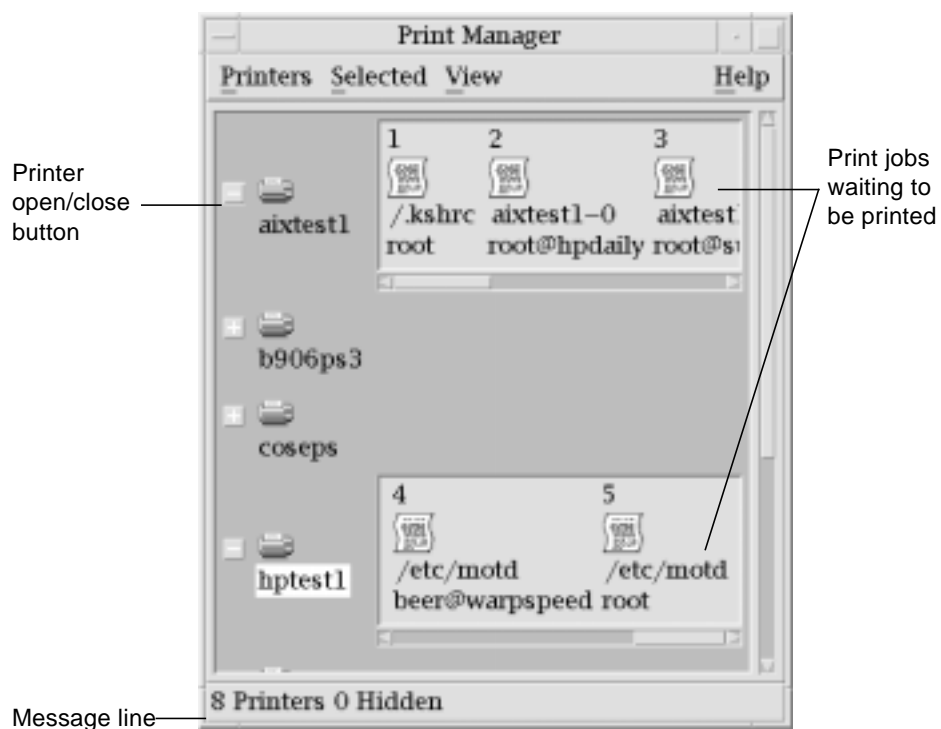 Print Manager
Printers Selected View Help
1 2 3
/.kshrc aixtest1-0 aixtest
root root@hpdaily root@s
aixtest1
b906ps3
coseps
4 5
/etc/motd /etc/motd
beer@warpspeed root
hptest1
8 Printers 0 Hidden
Printer
open/close
button
Print jobs
waiting to
be printed
Message line